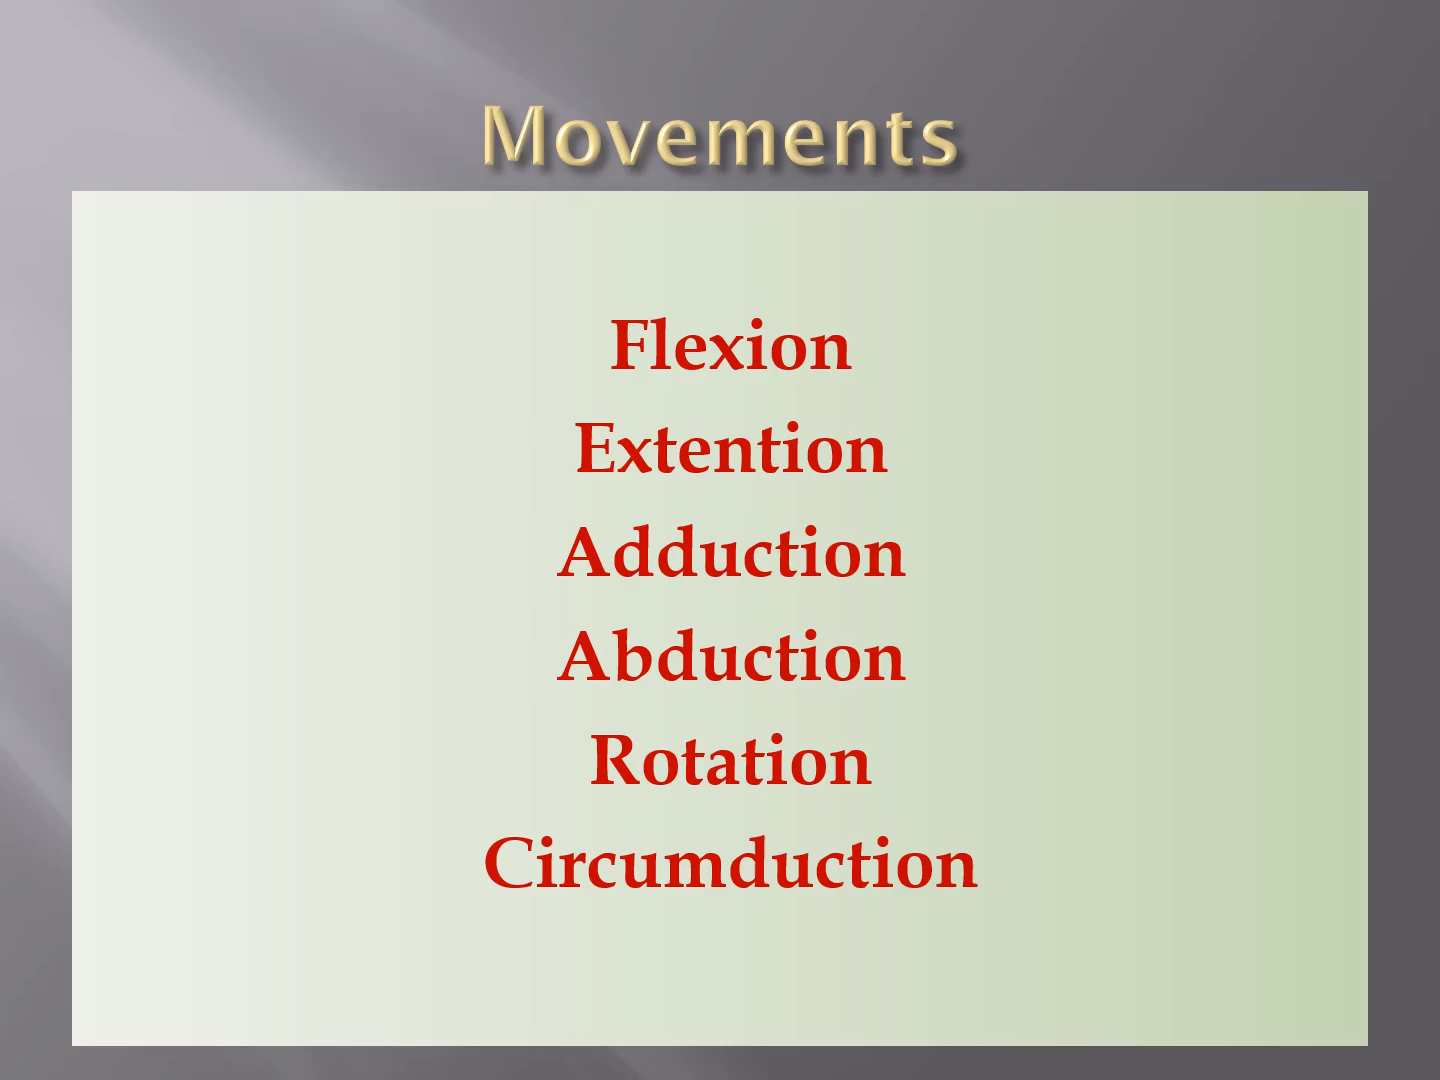 Movements
Flexion
Extention
Adduction
Abduction
Rotation
Circumduction